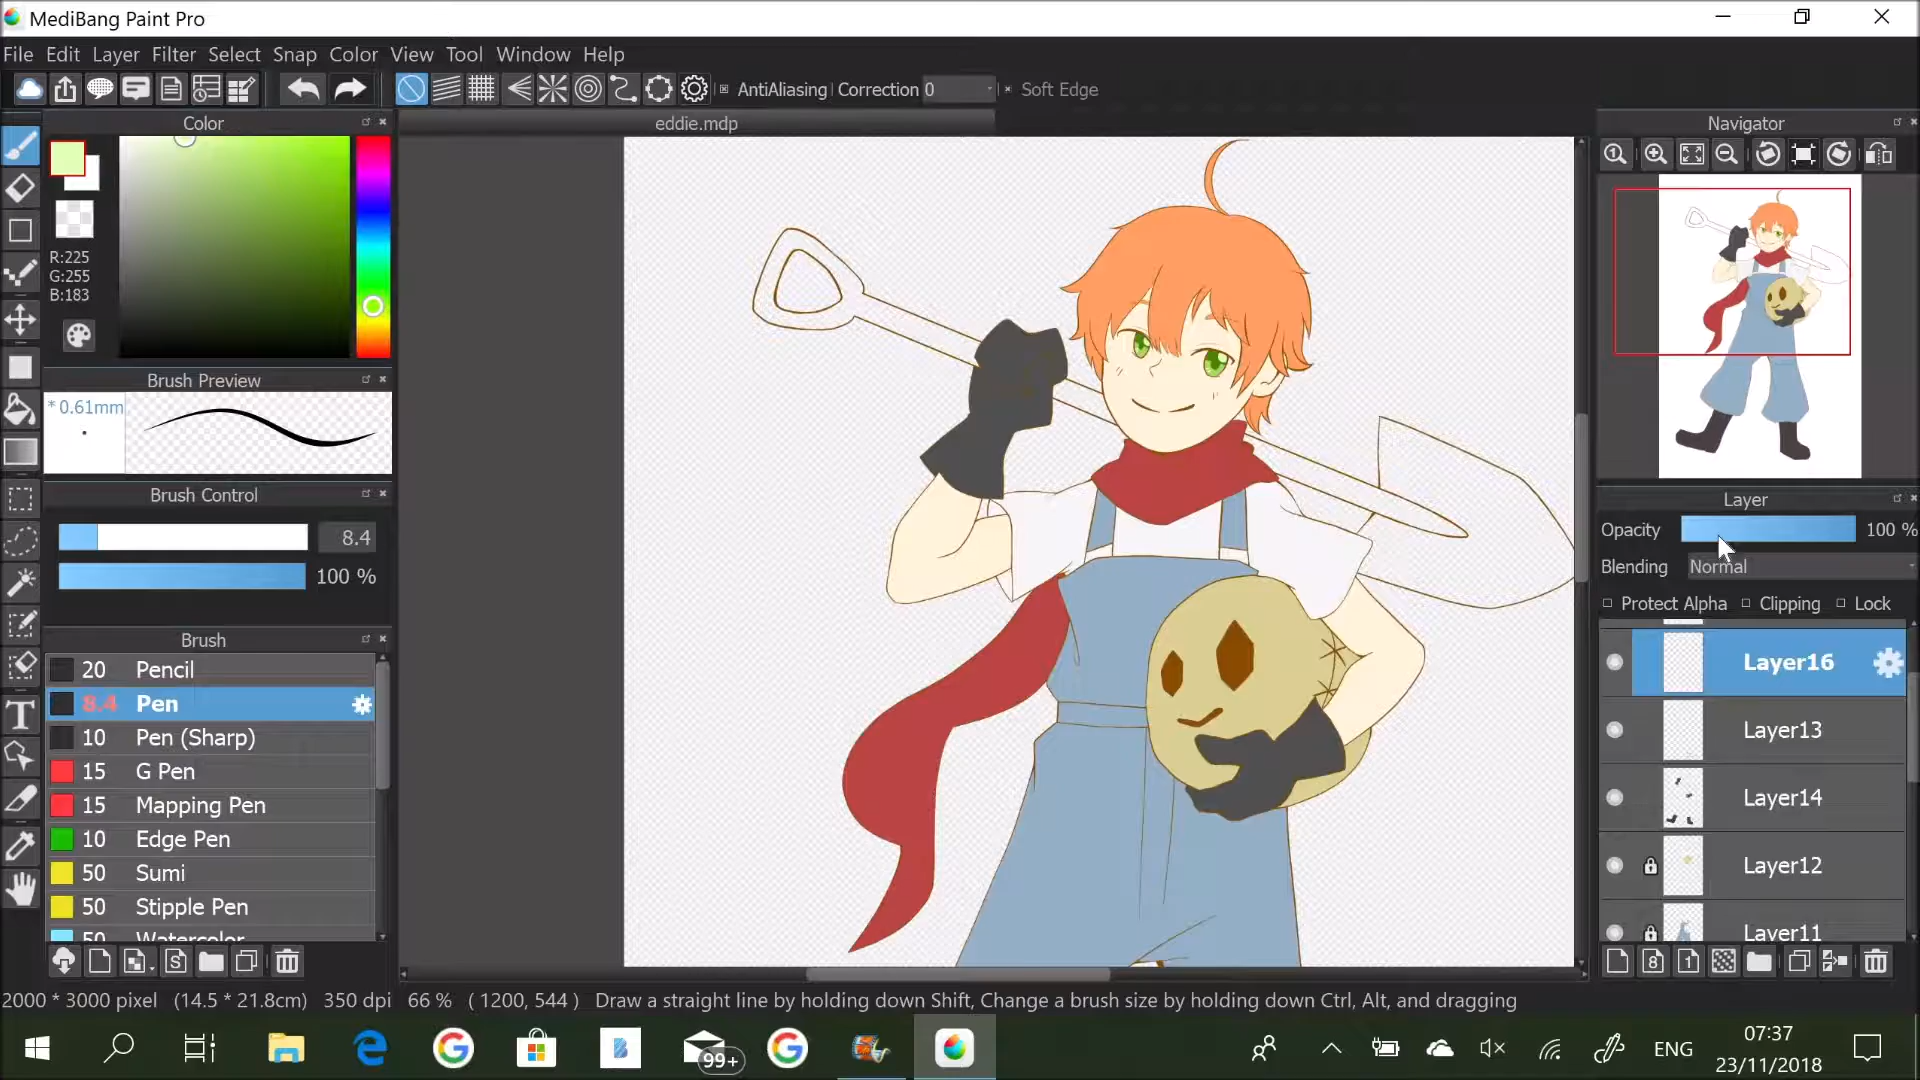 MediBang Paint Pro
File Edit Layer Filter Select Snap Color View Tool Window Help
AntiAliasing Correction 0 Soft Edge
Color
eddie.mdp
Navigator
R:225
G:255
B:183
Brush Preview
* 0.61mm
Brush Control
8.4
100 %
Brush
20 Pencil
8.4 Pen
10 Pen (Sharp)
15 G Pen
15 Mapping Pen
10 Edge Pen
50 Sumi
50 Stipple Pen
50 Watercolor
Layer
Opacity 100 %
Blending Normal
Protect Alpha Clipping Lock
Layer16
Layer13
Layer14
Layer12
Layer11
2000 * 3000 pixel (14.5 * 21.8cm) 350 dpi 66 % ( 1200, 544 ) Draw a straight line by holding down Shift, Change a brush size by holding down Ctrl, Alt, and dragging
99+
ENG
07:37
23/11/2018